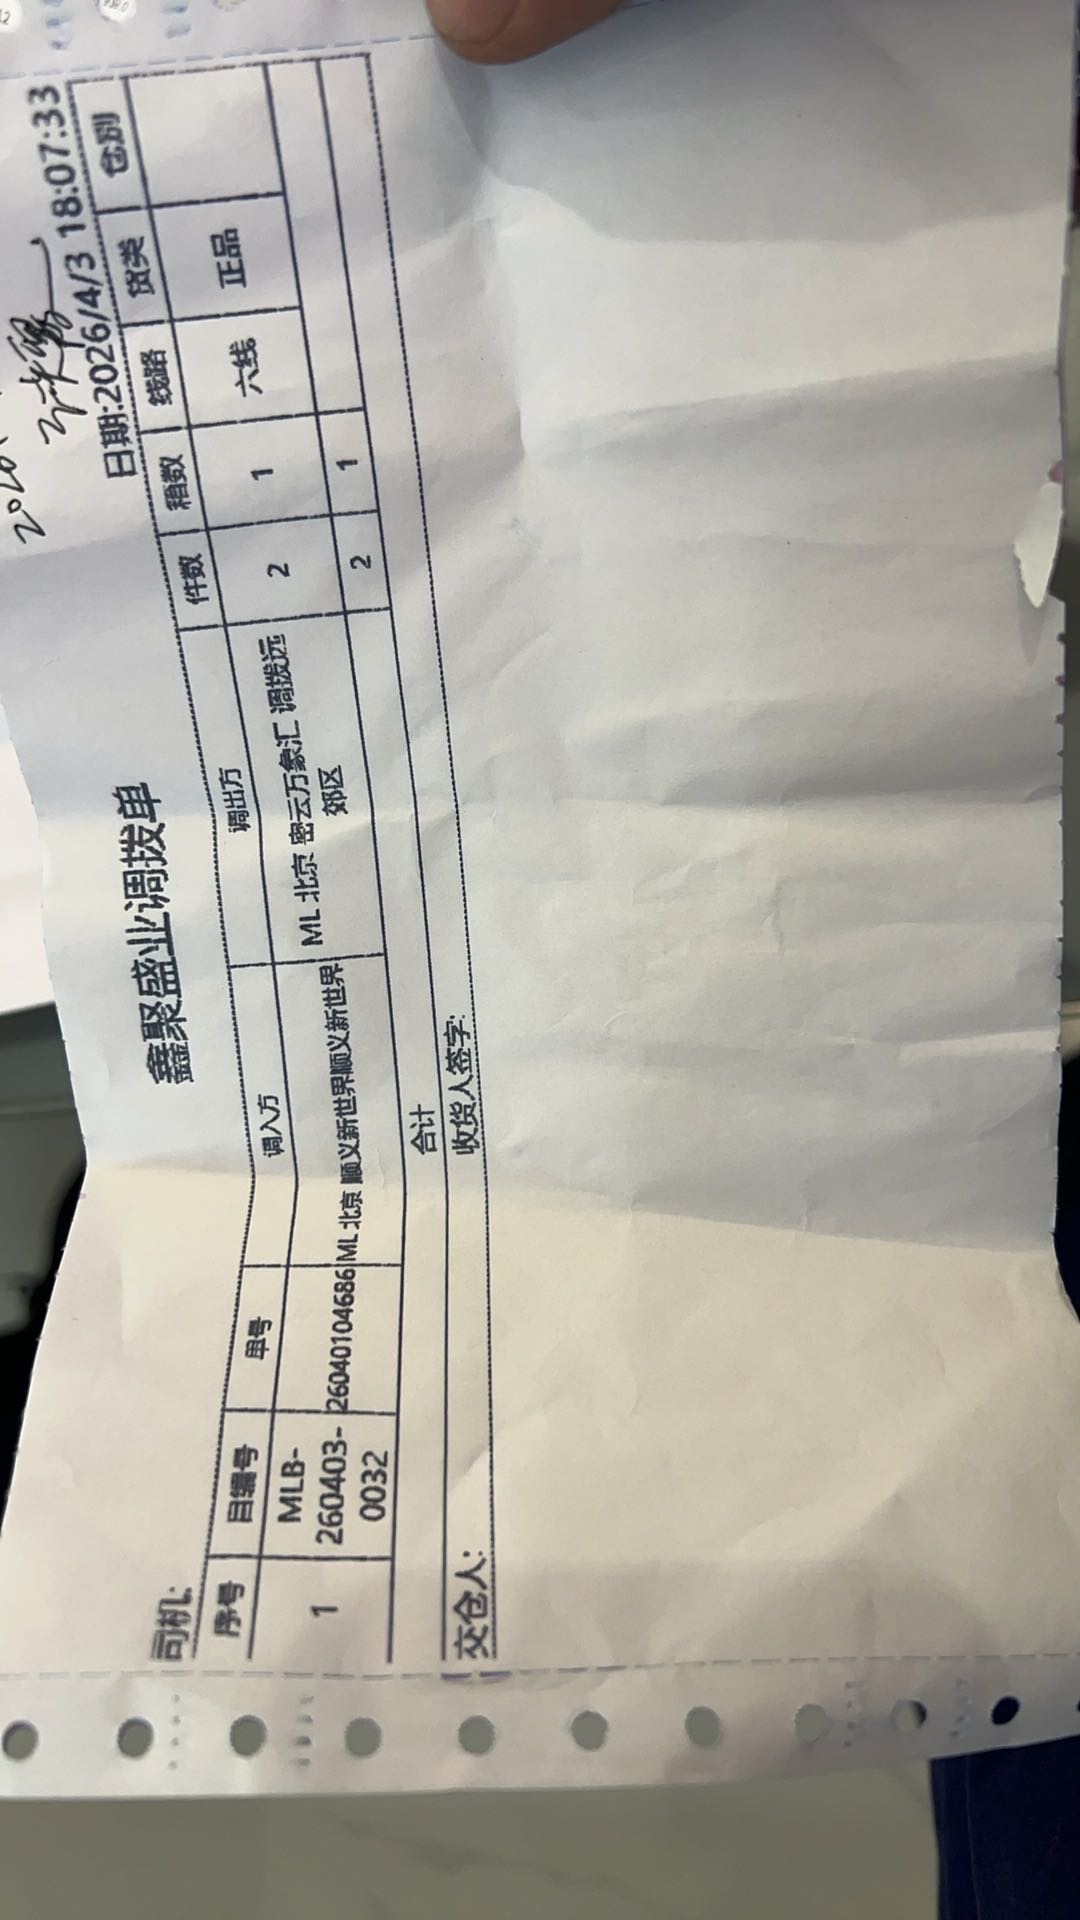 鑫聚盛业调拨单
司机:
日期:2026/4/3 18:07:33
序号 目编号 单号 调入方 调出方 件数 箱数 线路 货类 仓别
1 MLB-260403-0032 26040104686 ML 北京 顺义新世界顺义新世界 ML 北京 密云万象汇 调拨远郊区 2 1 六线 正品
合计 2 1
交仓人: 收货人签字: